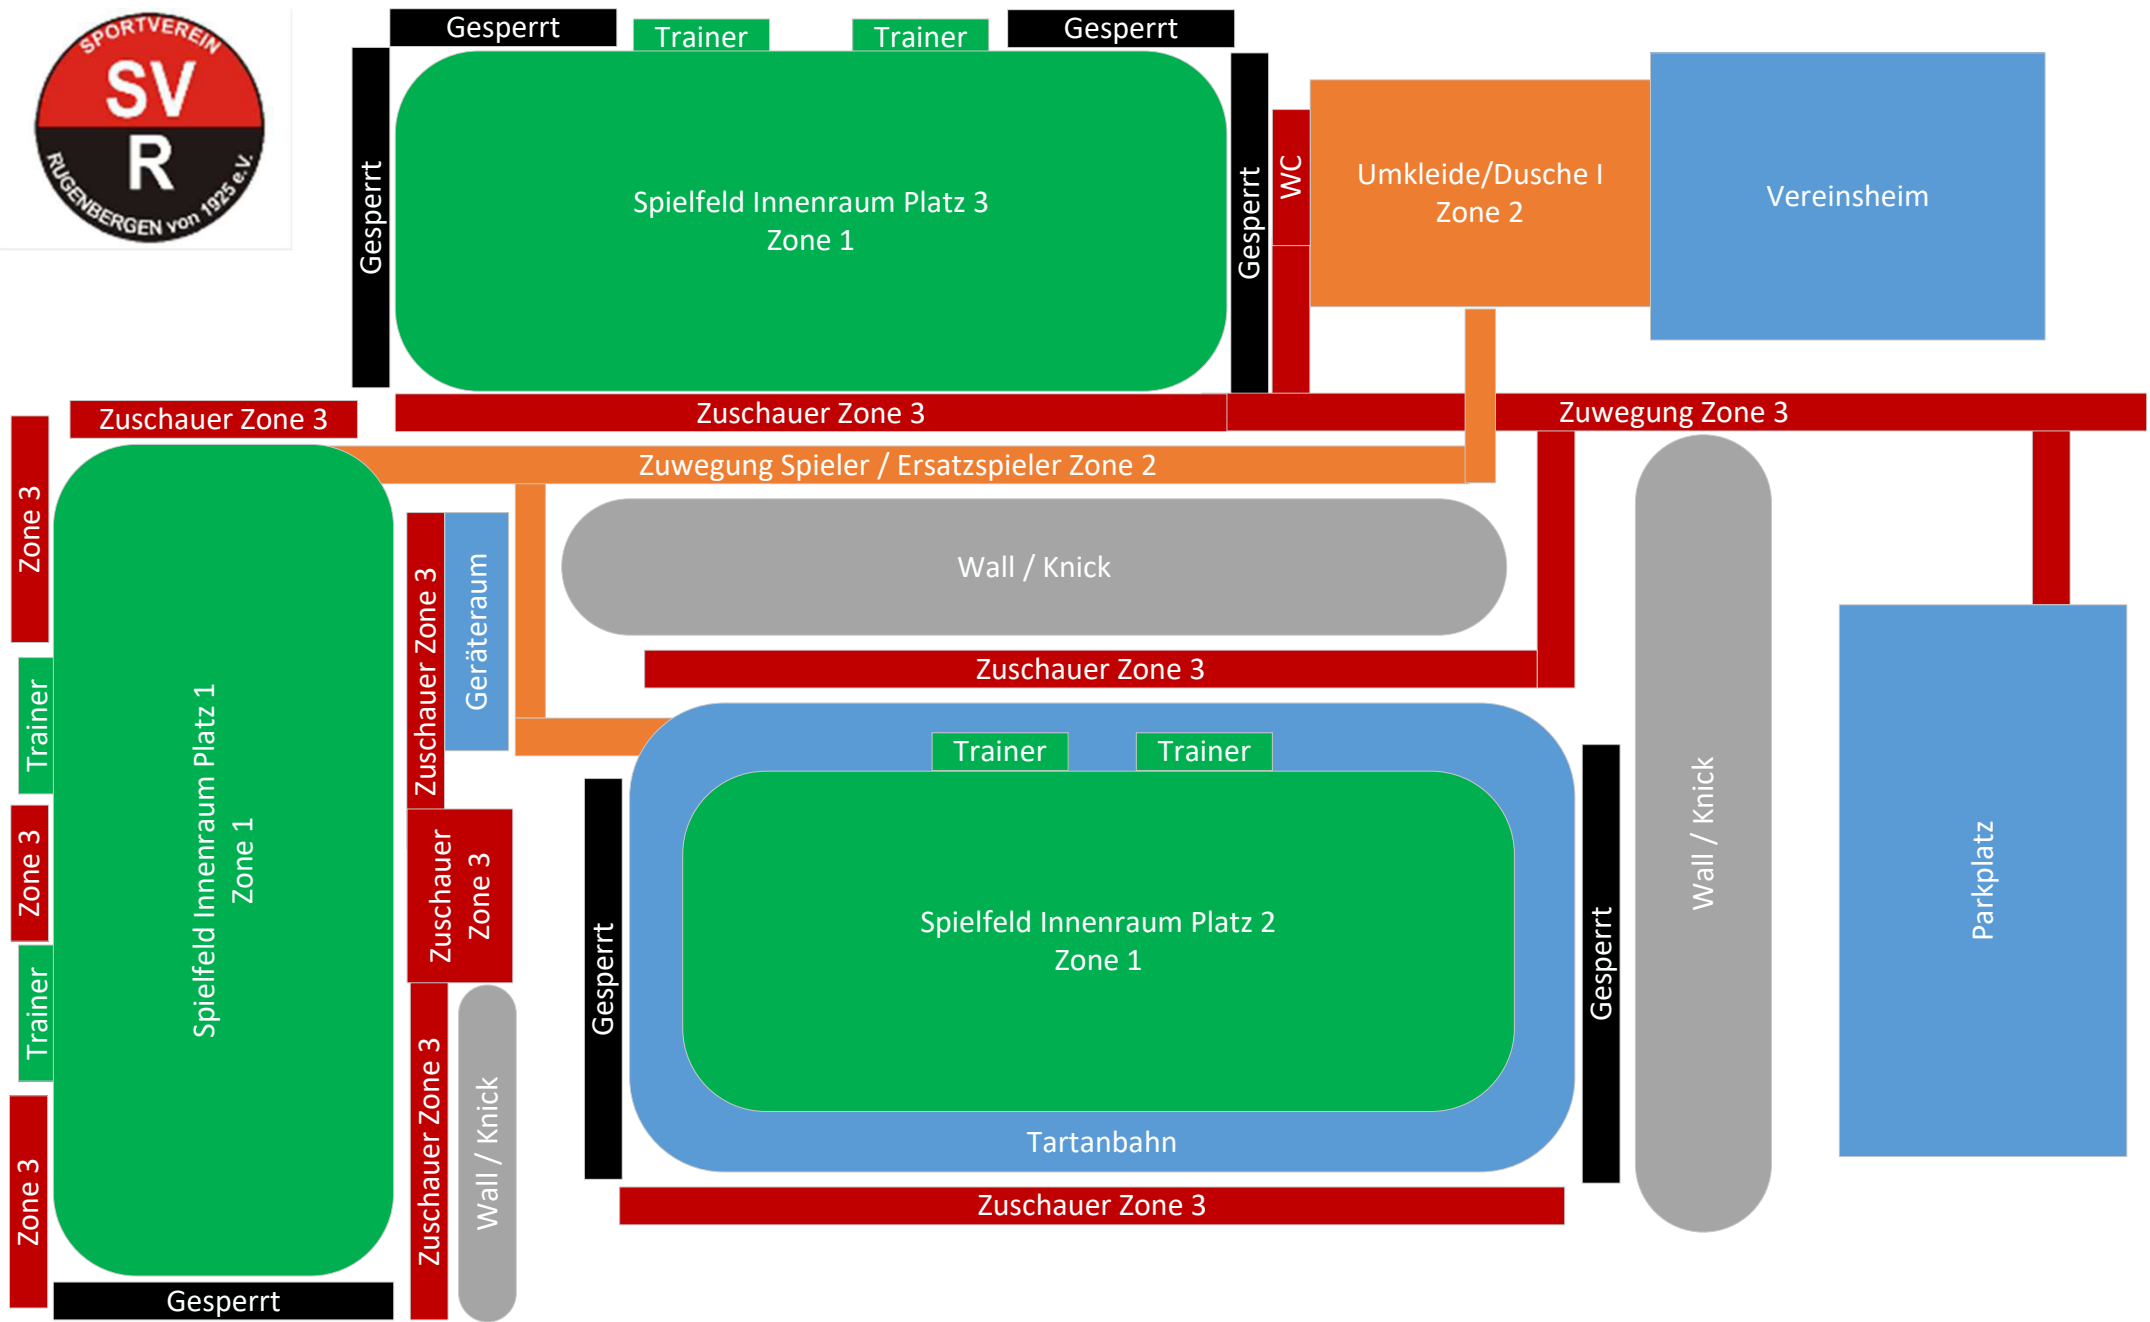 SPORTVEREIN
SV
R
RUGENBERGEN von 1925 e.V.
Gesperrt
Trainer
Trainer
Gesperrt
Gesperrt
Spielfeld Innenraum Platz 3
Zone 1
Gesperrt
WC
Umkleide/Dusche I
Zone 2
Vereinsheim
Zuschauer Zone 3
Zuschauer Zone 3
Zuwegung Zone 3
Zuwegung Spieler / Ersatzspieler Zone 2
Zone 3
Trainer
Zone 3
Trainer
Zone 3
Spielfeld Innenraum Platz 1
Zone 1
Gesperrt
Zuschauer Zone 3
Geräteraum
Zuschauer
Zone 3
Zuschauer Zone 3
Wall / Knick
Wall / Knick
Zuschauer Zone 3
Trainer
Trainer
Gesperrt
Spielfeld Innenraum Platz 2
Zone 1
Tartanbahn
Gesperrt
Zuschauer Zone 3
Wall / Knick
Parkplatz